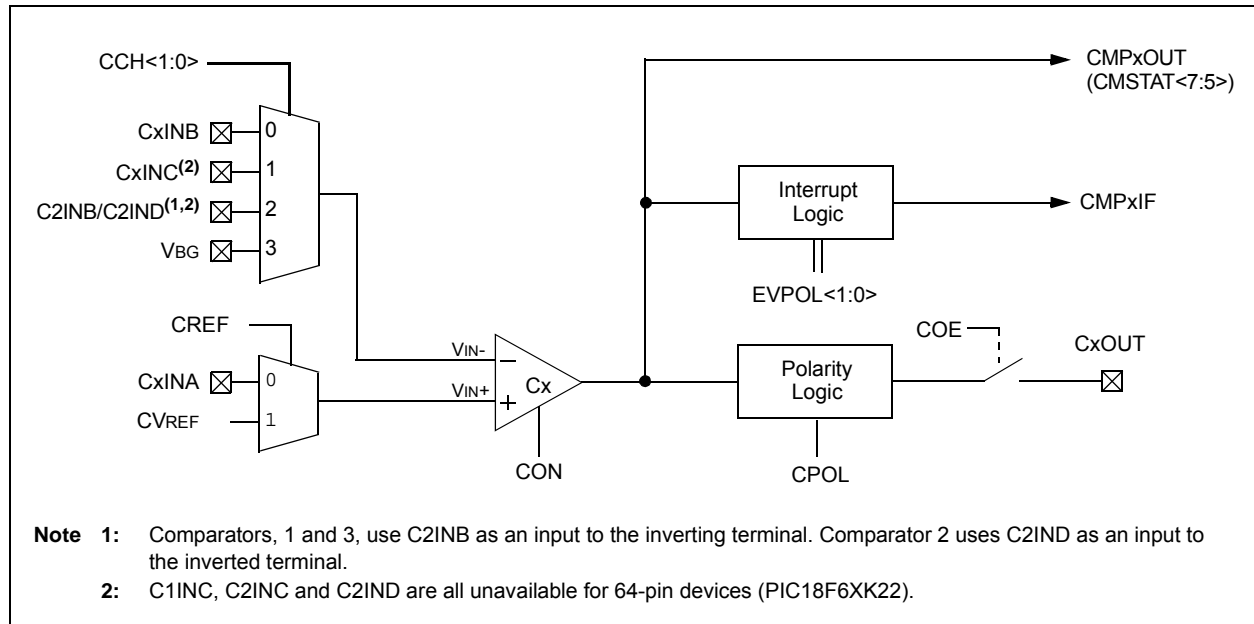 CCH<1:0>
CMPxOUT
(CMSTAT<7:5>)
CxINB
0
CxINC(2)
1
C2INB/C2IND(1,2)
2
VBG
3
Interrupt
Logic
CMPxIF
EVPOL<1:0>
CREF
CxINA
0
CVREF
1
VIN-
–
VIN+
+
Cx
CON
Polarity
Logic
CPOL
COE
CxOUT
Note 1: Comparators, 1 and 3, use C2INB as an input to the inverting terminal. Comparator 2 uses C2IND as an input to
the inverted terminal.
2: C1INC, C2INC and C2IND are all unavailable for 64-pin devices (PIC18F6XK22).